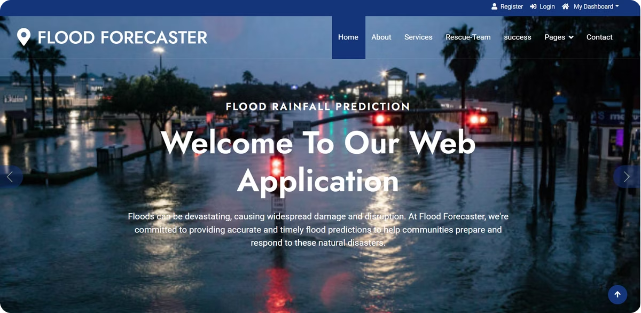 Register Login My Dashboard
FLOOD FORECASTER
Home About Services Rescue-Team success Pages Contact
FLOOD RAINFALL PREDICTION
Welcome To Our Web
Application
Floods can be devastating, causing widespread damage and disruption. At Flood Forecaster, we're
committed to providing accurate and timely flood predictions to help communities prepare and
respond to these natural disasters.